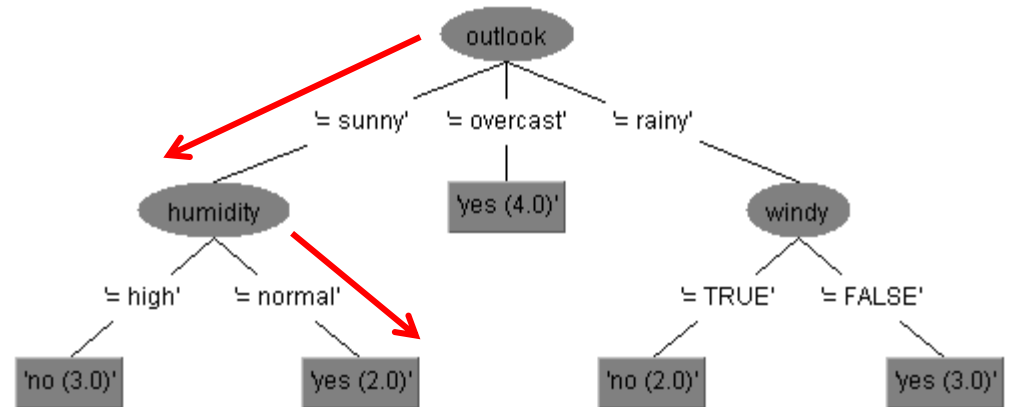 outlook
'= sunny' '= overcast' '= rainy'
humidity 'yes (4.0)' windy
'= high' '= normal' '= TRUE' '= FALSE'
'no (3.0)' 'yes (2.0)' 'no (2.0)' 'yes (3.0)'